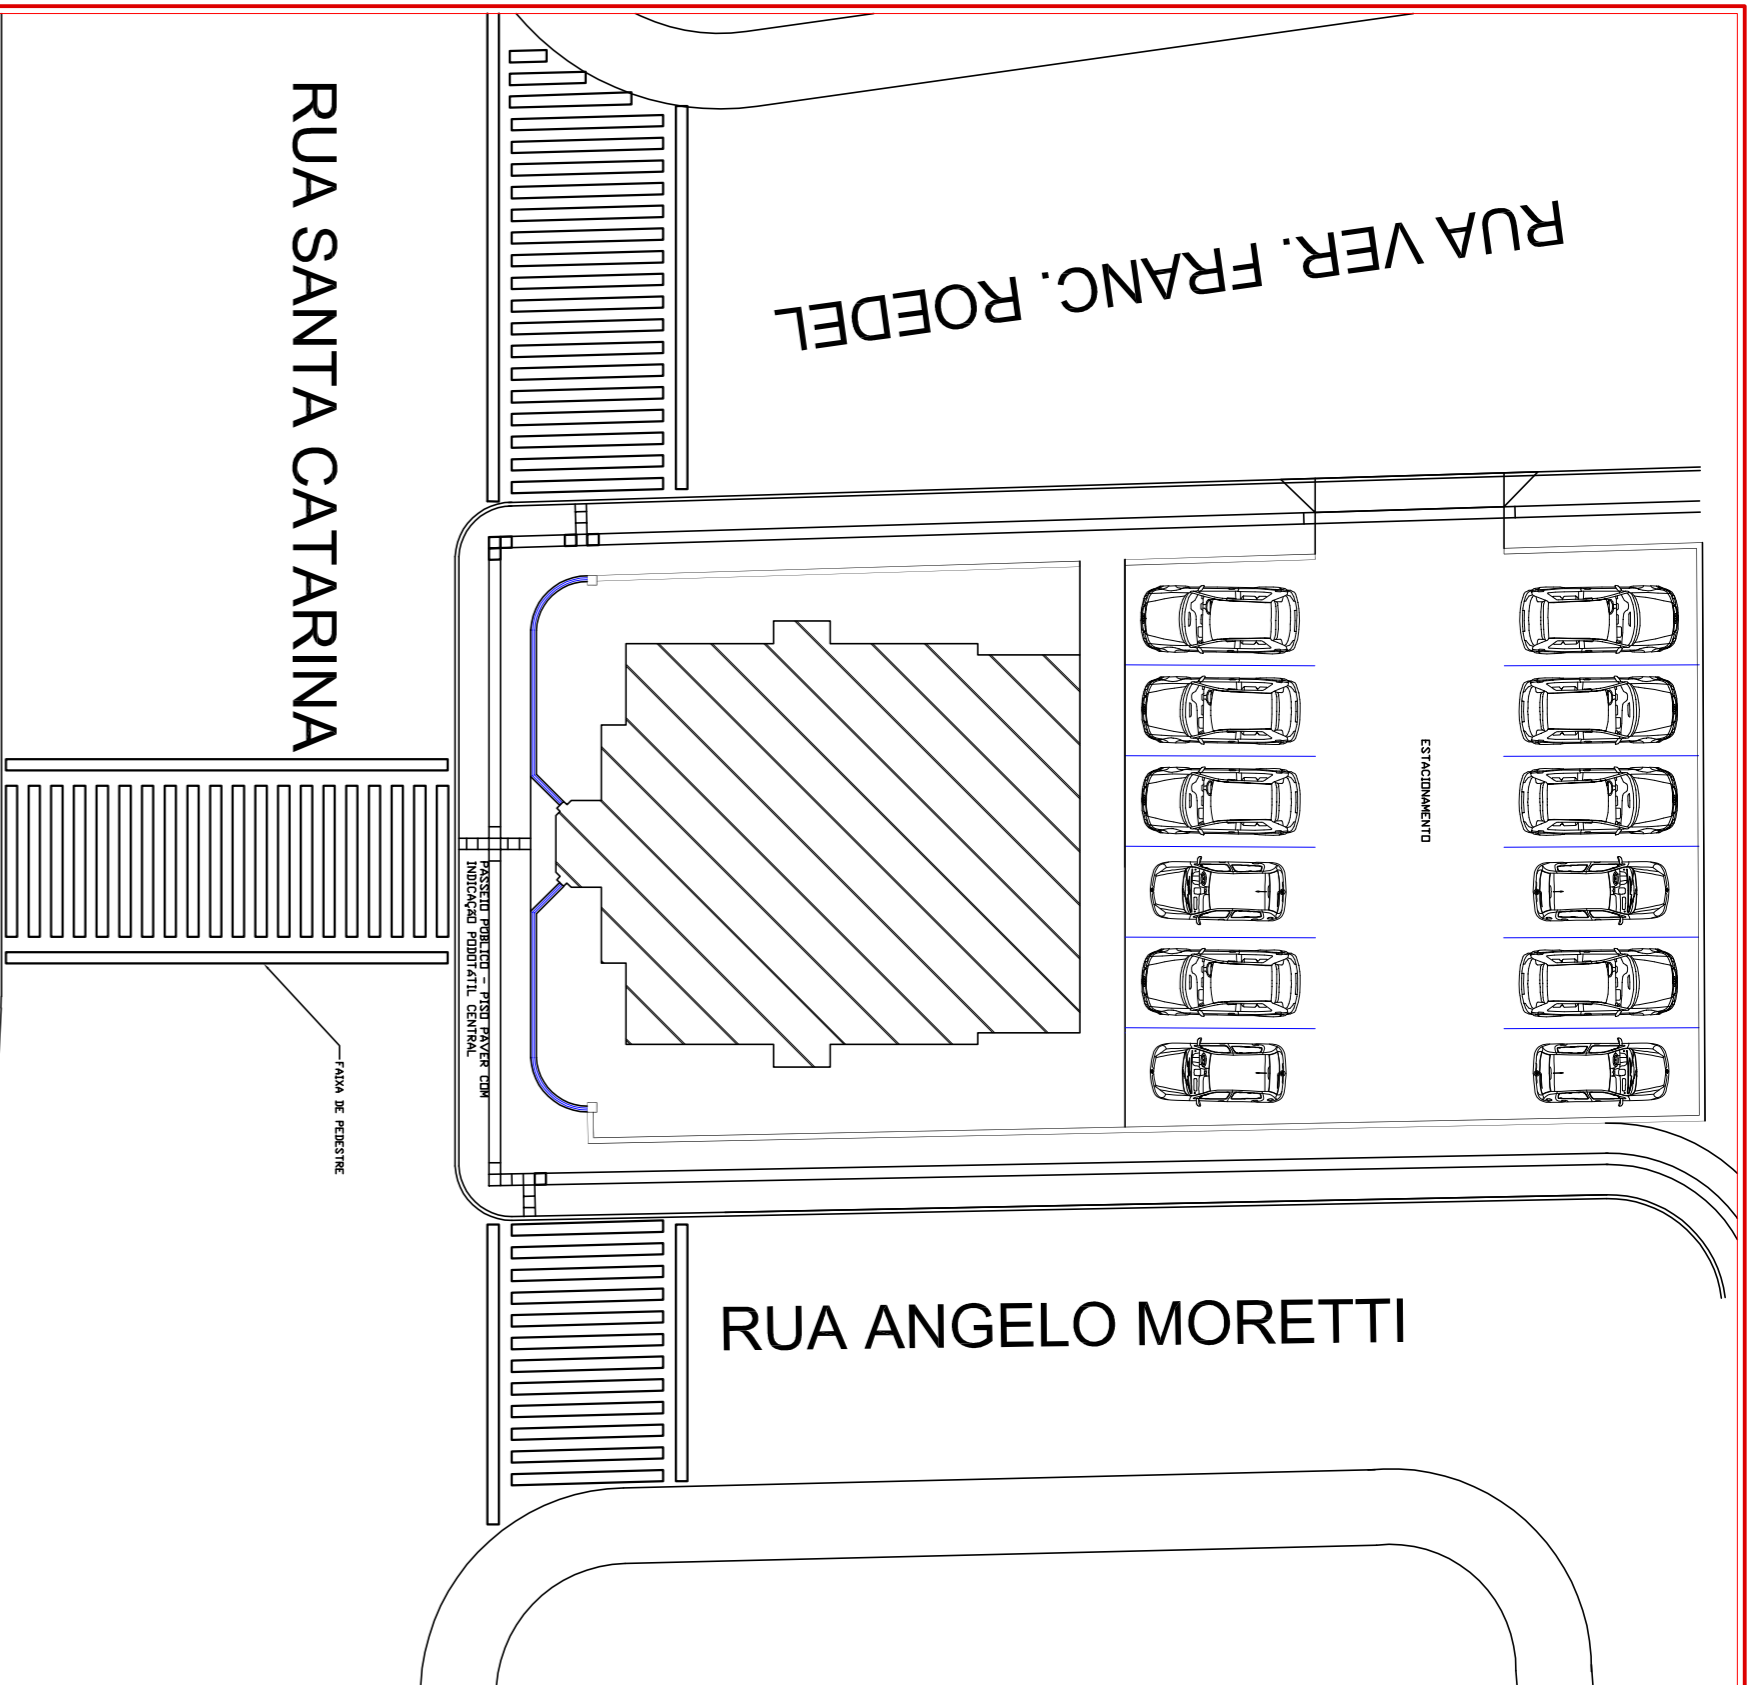 RUA SANTA CATARINA
RUA VER. FRANC. ROEDEL
ESTACIONAMENTO
PASSEIO PÚBLICO - PISO PAVER COM
INDICAÇÃO PODOTÁTIL CENTRAL
FAIXA DE PEDESTRE
RUA ANGELO MORETTI